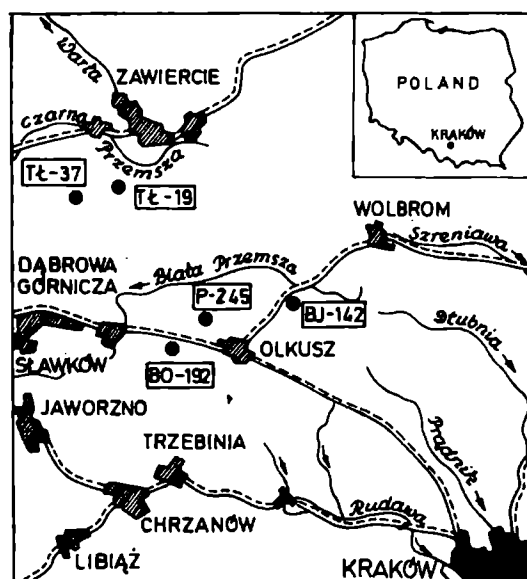 Warta
ZAWIERCIE
POLAND
KRAKÓW
Czarna
Przemsza
TŁ-37
TŁ-19
WOLBROM
Szreniawa
DĄBROWA
GÓRNICZA
Biała Przemsza
P-245
BJ-142
Dłubnia
SŁAWKÓW
BO-192
OLKUSZ
JAWORZNO
TRZEBINIA
Prądnik
CHRZANÓW
Rudawa
LIBIĄŻ
KRAKÓW